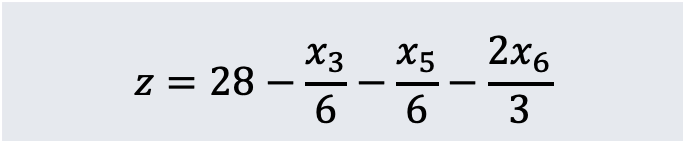 z = 28 − x₃/6 − x₅/6 − 2x₆/3